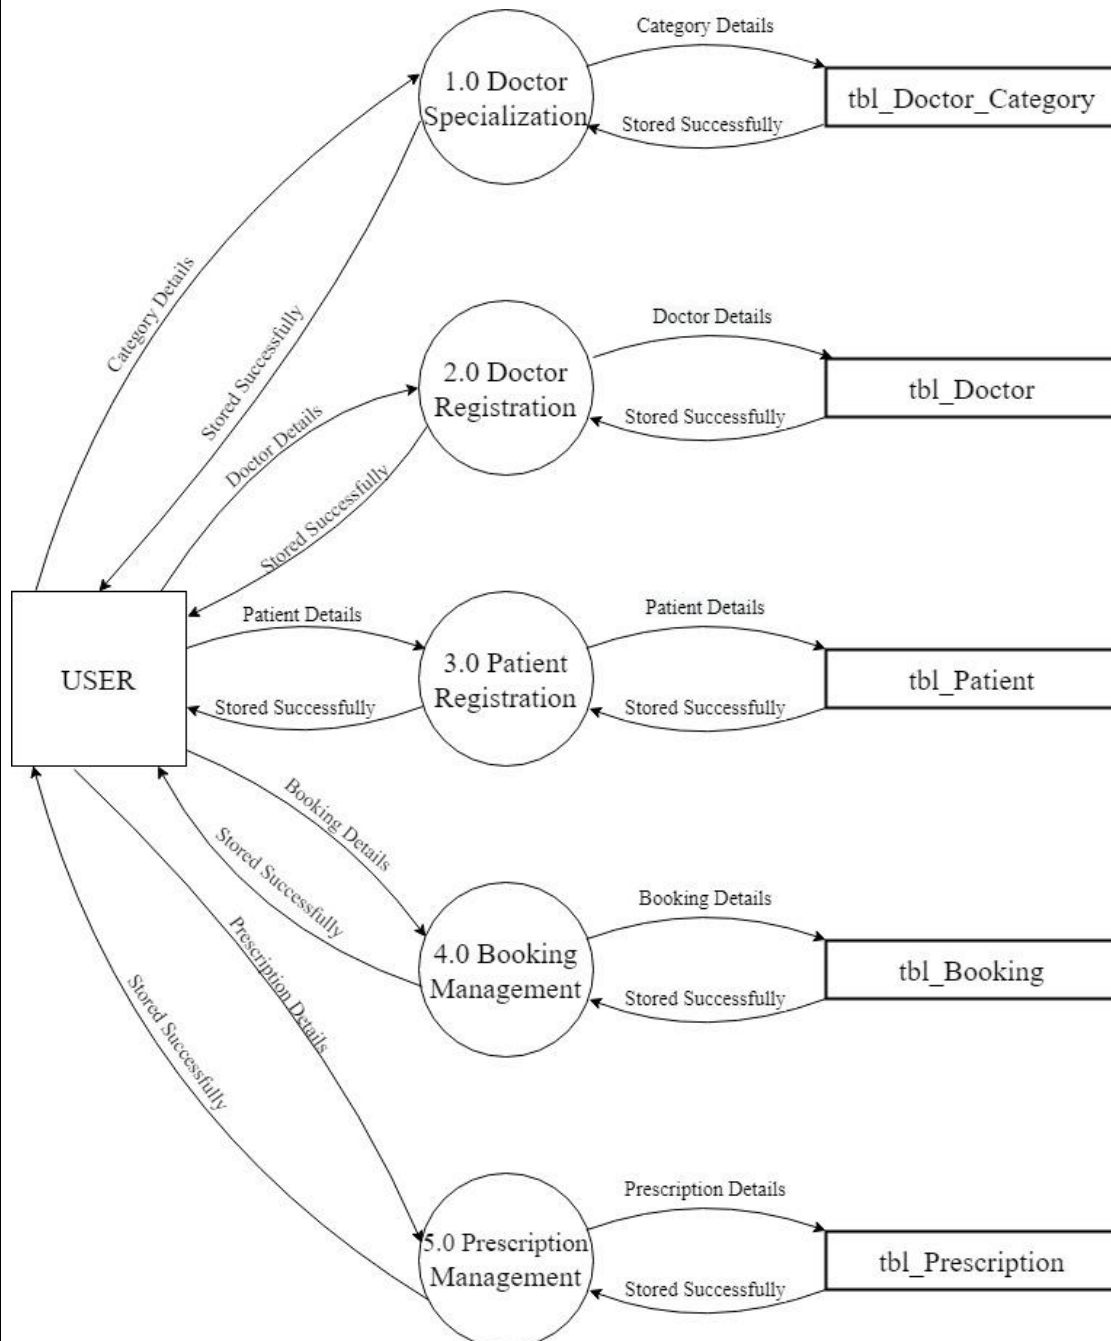 Category Details
1.0 Doctor
Specialization
tbl_Doctor_Category
Stored Successfully
Category Details
Stored Successfully
Doctor Details
2.0 Doctor
Registration
tbl_Doctor
Stored Successfully
Doctor Details
Stored Successfully
USER
Patient Details
Stored Successfully
3.0 Patient
Registration
Patient Details
tbl_Patient
Stored Successfully
Booking Details
Stored Successfully
4.0 Booking
Management
Booking Details
tbl_Booking
Stored Successfully
Prescription Details
Stored Successfully
5.0 Prescription
Management
Prescription Details
tbl_Prescription
Stored Successfully